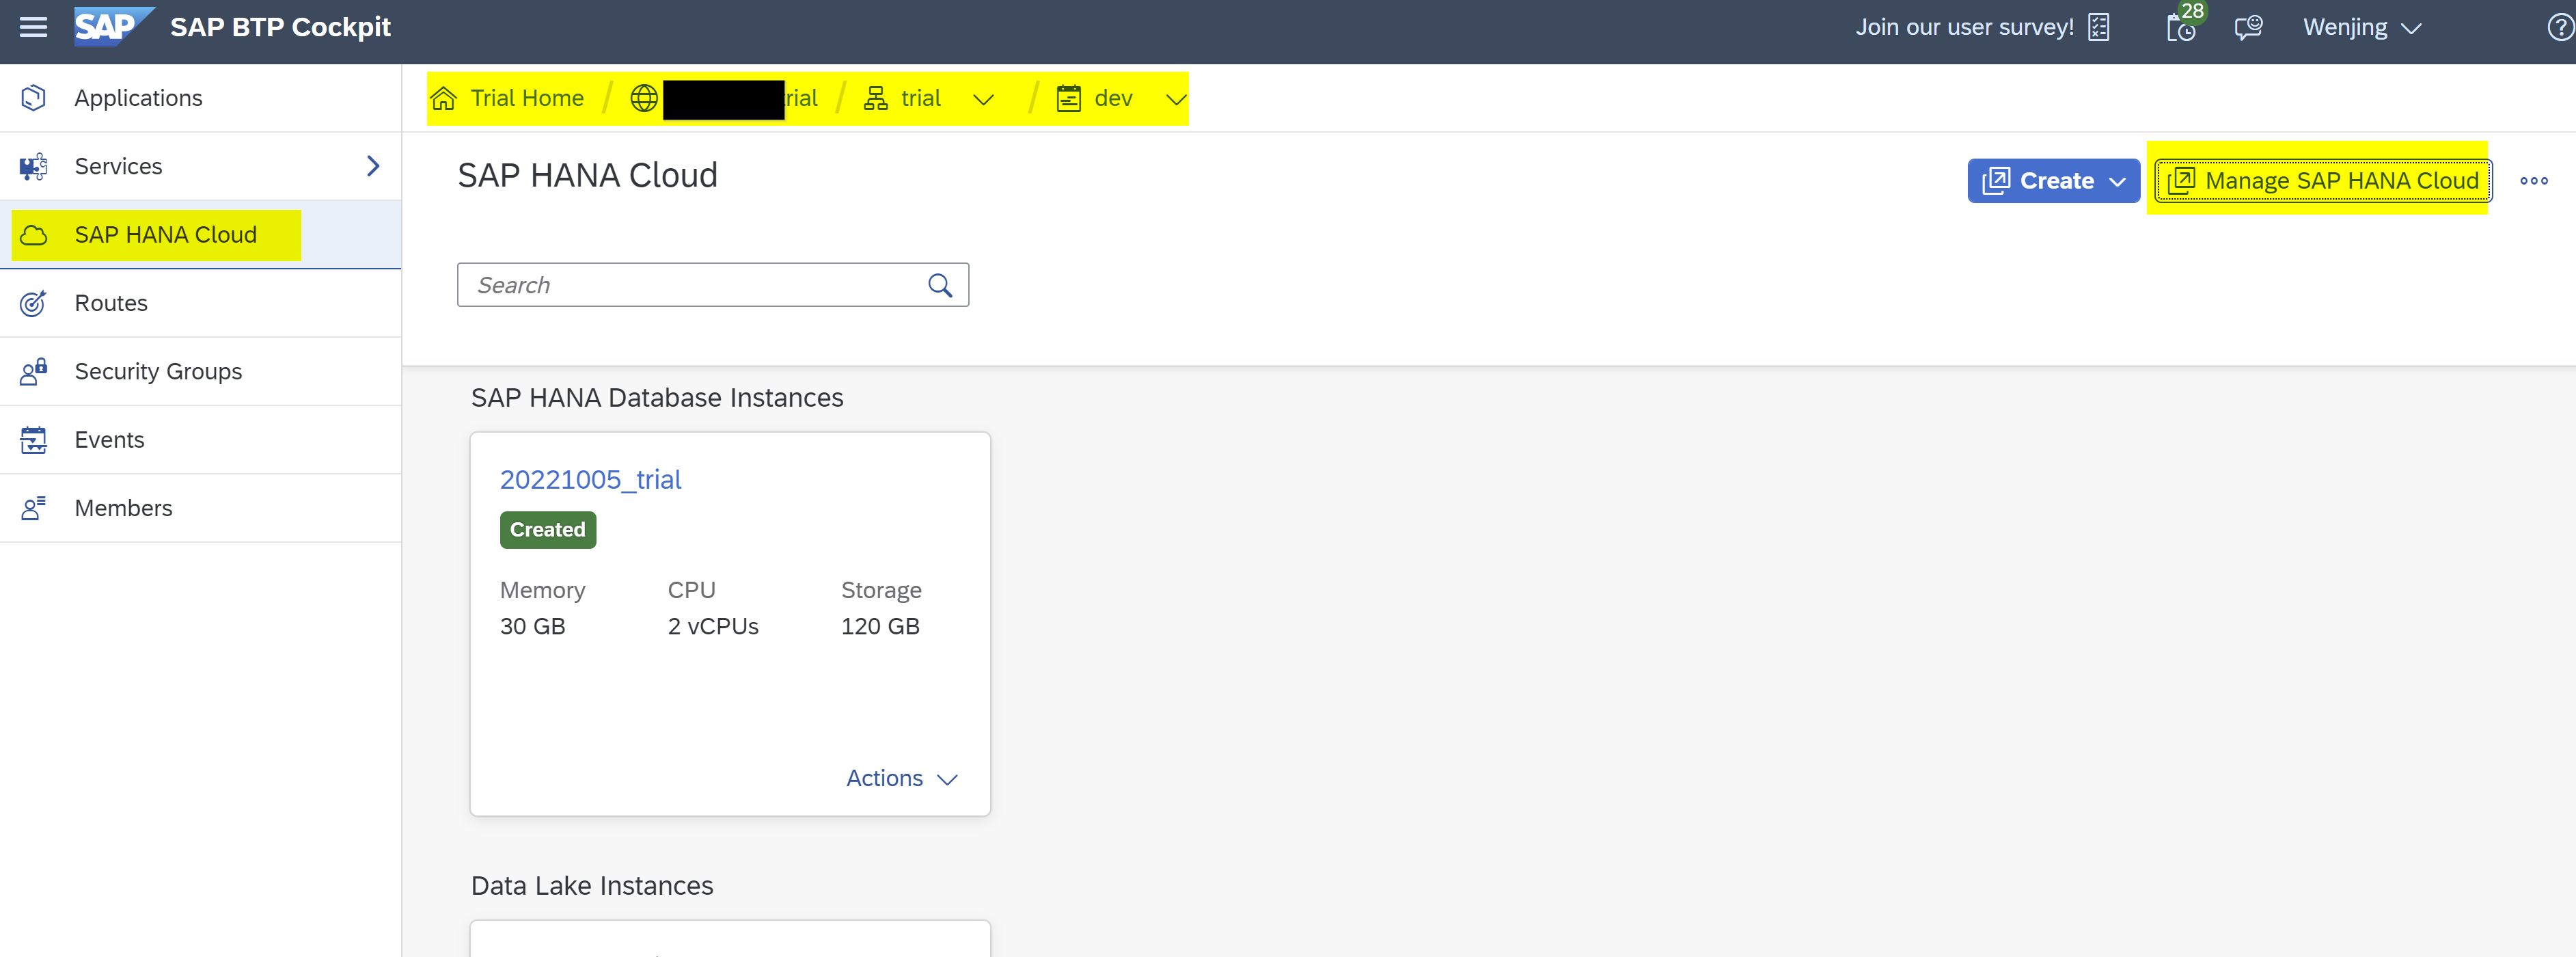 SAP SAP BTP Cockpit
Join our user survey! 28 Wenjing
Applications
Services
SAP HANA Cloud
Routes
Security Groups
Events
Members
Trial Home / rial / trial / dev
SAP HANA Cloud
Create Manage SAP HANA Cloud
Search
SAP HANA Database Instances
20221005_trial
Created
Memory CPU Storage
30 GB 2 vCPUs 120 GB
Actions
Data Lake Instances